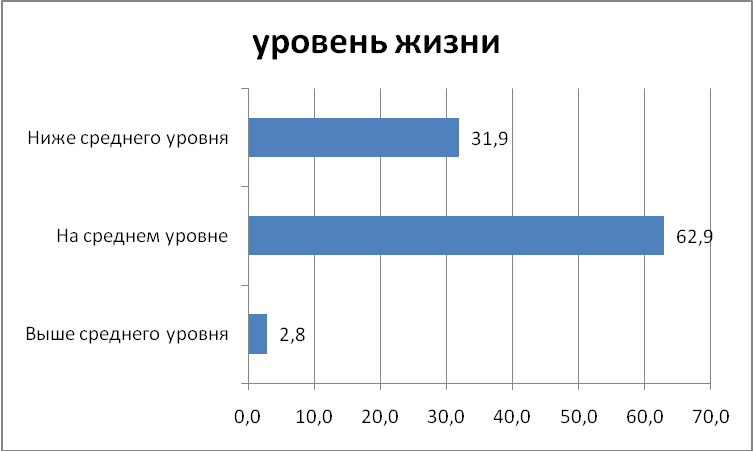 уровень жизни
Ниже среднего уровня
31,9
На среднем уровне
62,9
Выше среднего уровня
2,8
0,0 10,0 20,0 30,0 40,0 50,0 60,0 70,0